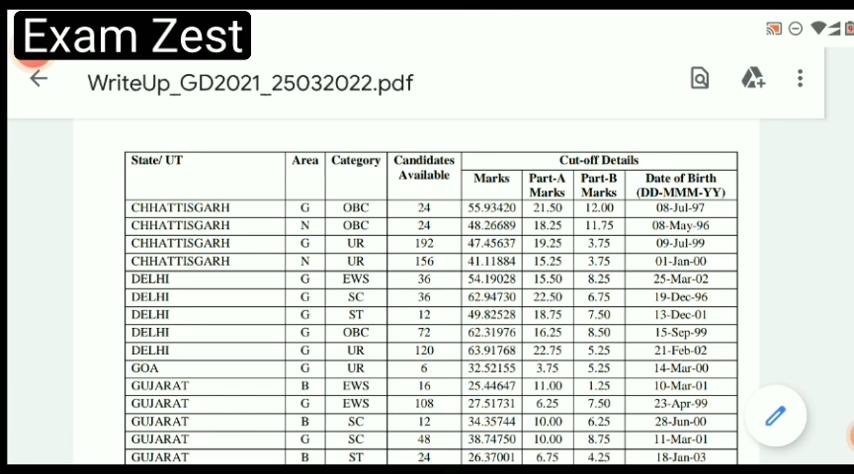 Exam Zest
WriteUp_GD2021_25032022.pdf
State/ UT Area Category Candidates Available Cut-off Details
Marks Part-A Marks Part-B Marks Date of Birth (DD-MMM-YY)
CHHATTISGARH G OBC 24 55.93420 21.50 12.00 08-Jul-97
CHHATTISGARH N OBC 24 48.26689 18.25 11.75 08-May-96
CHHATTISGARH G UR 192 47.45637 19.25 3.75 09-Jul-99
CHHATTISGARH N UR 156 41.11884 15.25 3.75 01-Jan-00
DELHI G EWS 36 54.19028 15.50 8.25 25-Mar-02
DELHI G SC 36 62.94730 22.50 6.75 19-Dec-96
DELHI G ST 12 49.82528 18.75 7.50 13-Dec-01
DELHI G OBC 72 62.31976 16.25 8.50 15-Sep-99
DELHI G UR 120 63.91768 22.75 5.25 21-Feb-02
GOA G UR 6 32.52155 3.75 5.25 14-Mar-00
GUJARAT B EWS 16 25.44647 11.00 1.25 10-Mar-01
GUJARAT G EWS 108 27.51731 6.25 7.50 23-Apr-99
GUJARAT B SC 12 34.35744 10.00 6.25 28-Jun-00
GUJARAT G SC 48 38.74750 10.00 8.75 11-Mar-01
GUJARAT B ST 24 26.37001 6.75 4.25 18-Jan-03